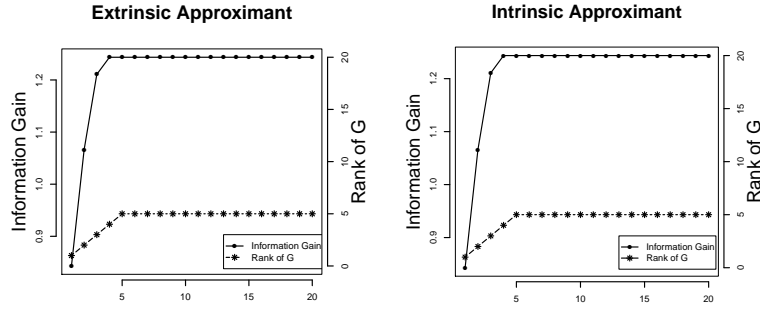 Extrinsic Approximant
Information Gain
0.9 1.0 1.1 1.2
0 5 10 15 20
Rank of G
Information Gain
Rank of G
5 10 15 20
Intrinsic Approximant
Information Gain
0.9 1.0 1.1 1.2
0 5 10 15 20
Rank of G
Information Gain
Rank of G
5 10 15 20